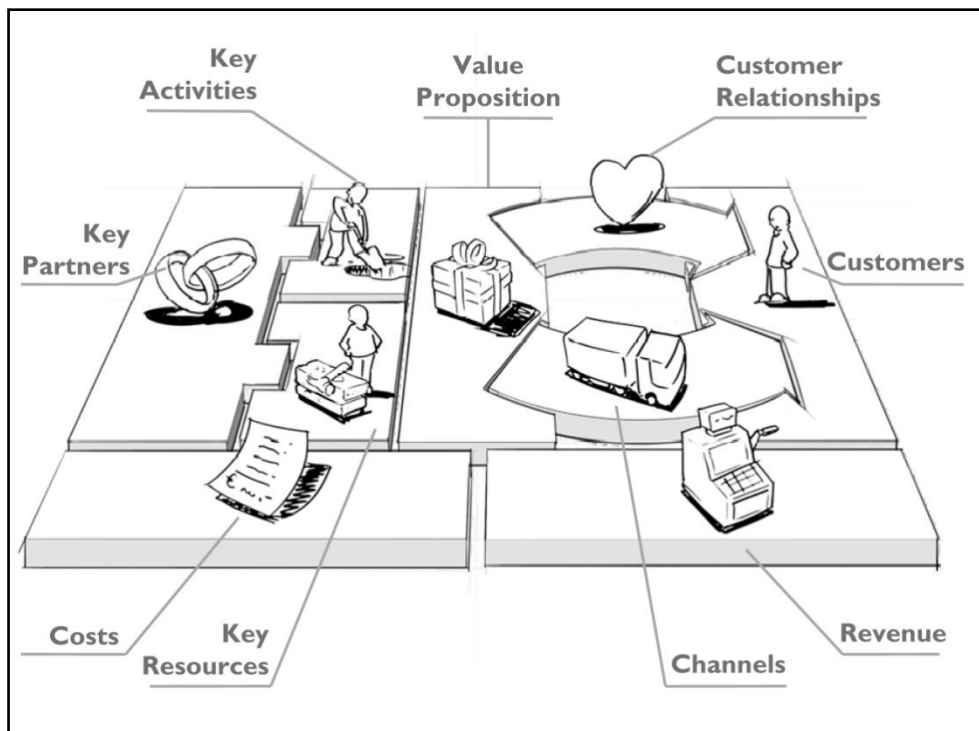 Key
Activities
Value
Proposition
Customer
Relationships
Key
Partners
Customers
Costs
Key
Resources
Channels
Revenue